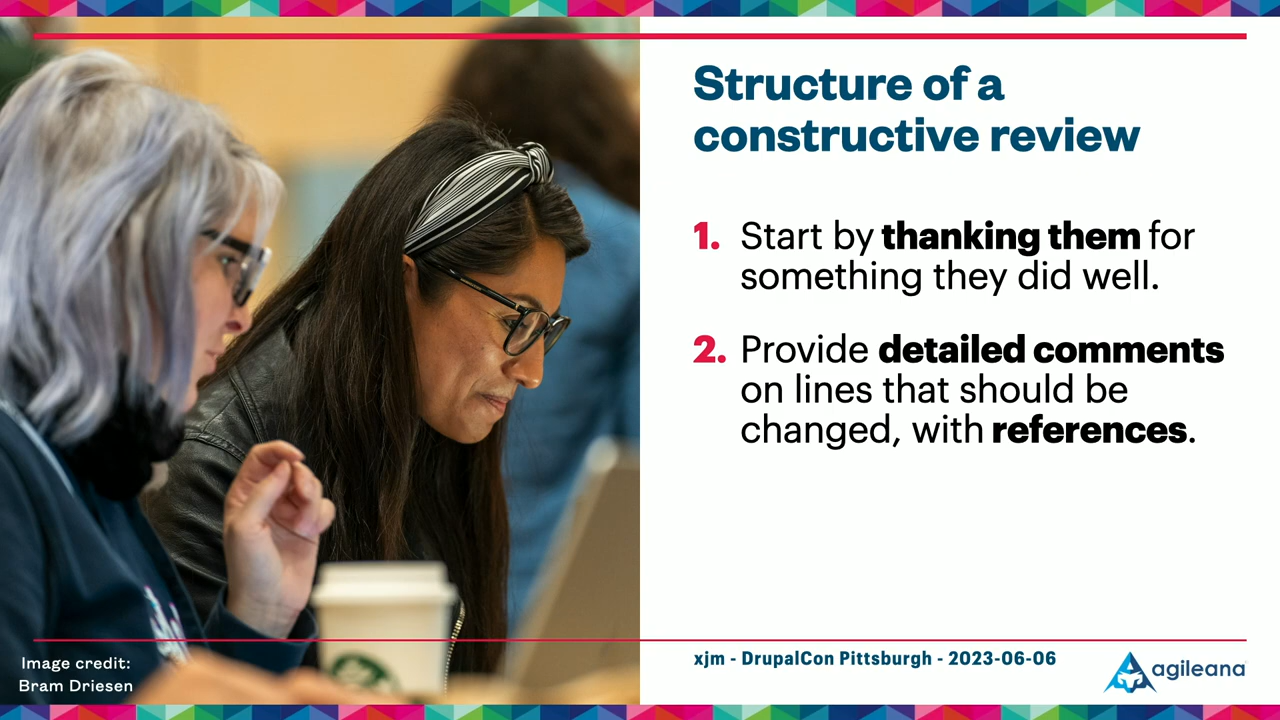 Structure of a
constructive review
1. Start by thanking them for
something they did well.
2. Provide detailed comments
on lines that should be
changed, with references.
Image credit:
Bram Driesen
xjm - DrupalCon Pittsburgh - 2023-06-06
agileana